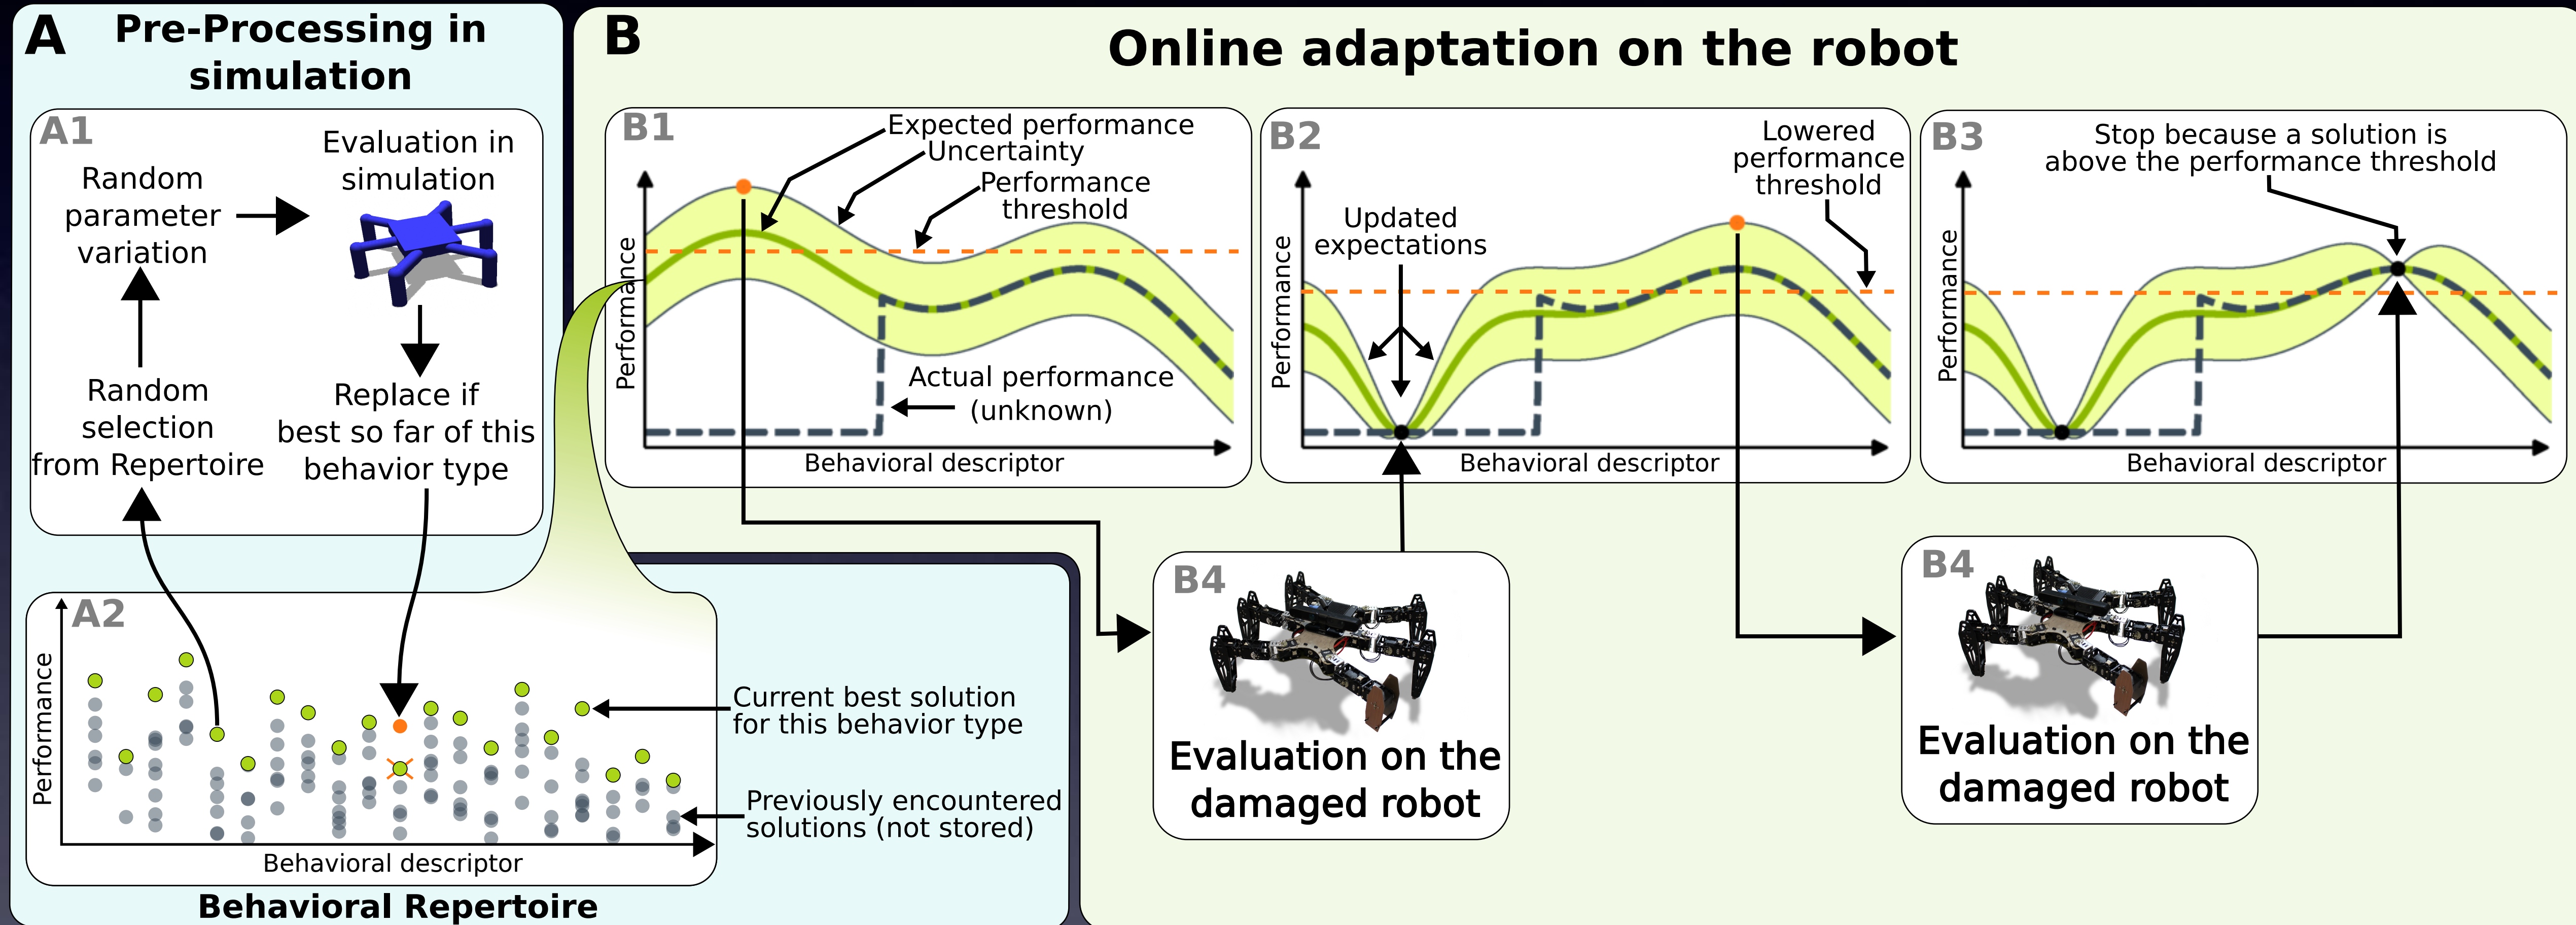 A
Pre-Processing in
simulation
A1
Random
parameter
variation
Evaluation in
simulation
Random
selection
from Repertoire
Replace if
best so far of this
behavior type
A2
Performance
Behavioral descriptor
Current best solution
for this behavior type
Previously encountered
solutions (not stored)
Behavioral Repertoire
B
Online adaptation on the robot
B1
Expected performance
Uncertainty
Performance
threshold
Actual performance
(unknown)
Performance
Behavioral descriptor
B2
Lowered
performance
threshold
Updated
expectations
Performance
Behavioral descriptor
B3
Stop because a solution is
above the performance threshold
Performance
Behavioral descriptor
B4
Evaluation on the
damaged robot
B4
Evaluation on the
damaged robot